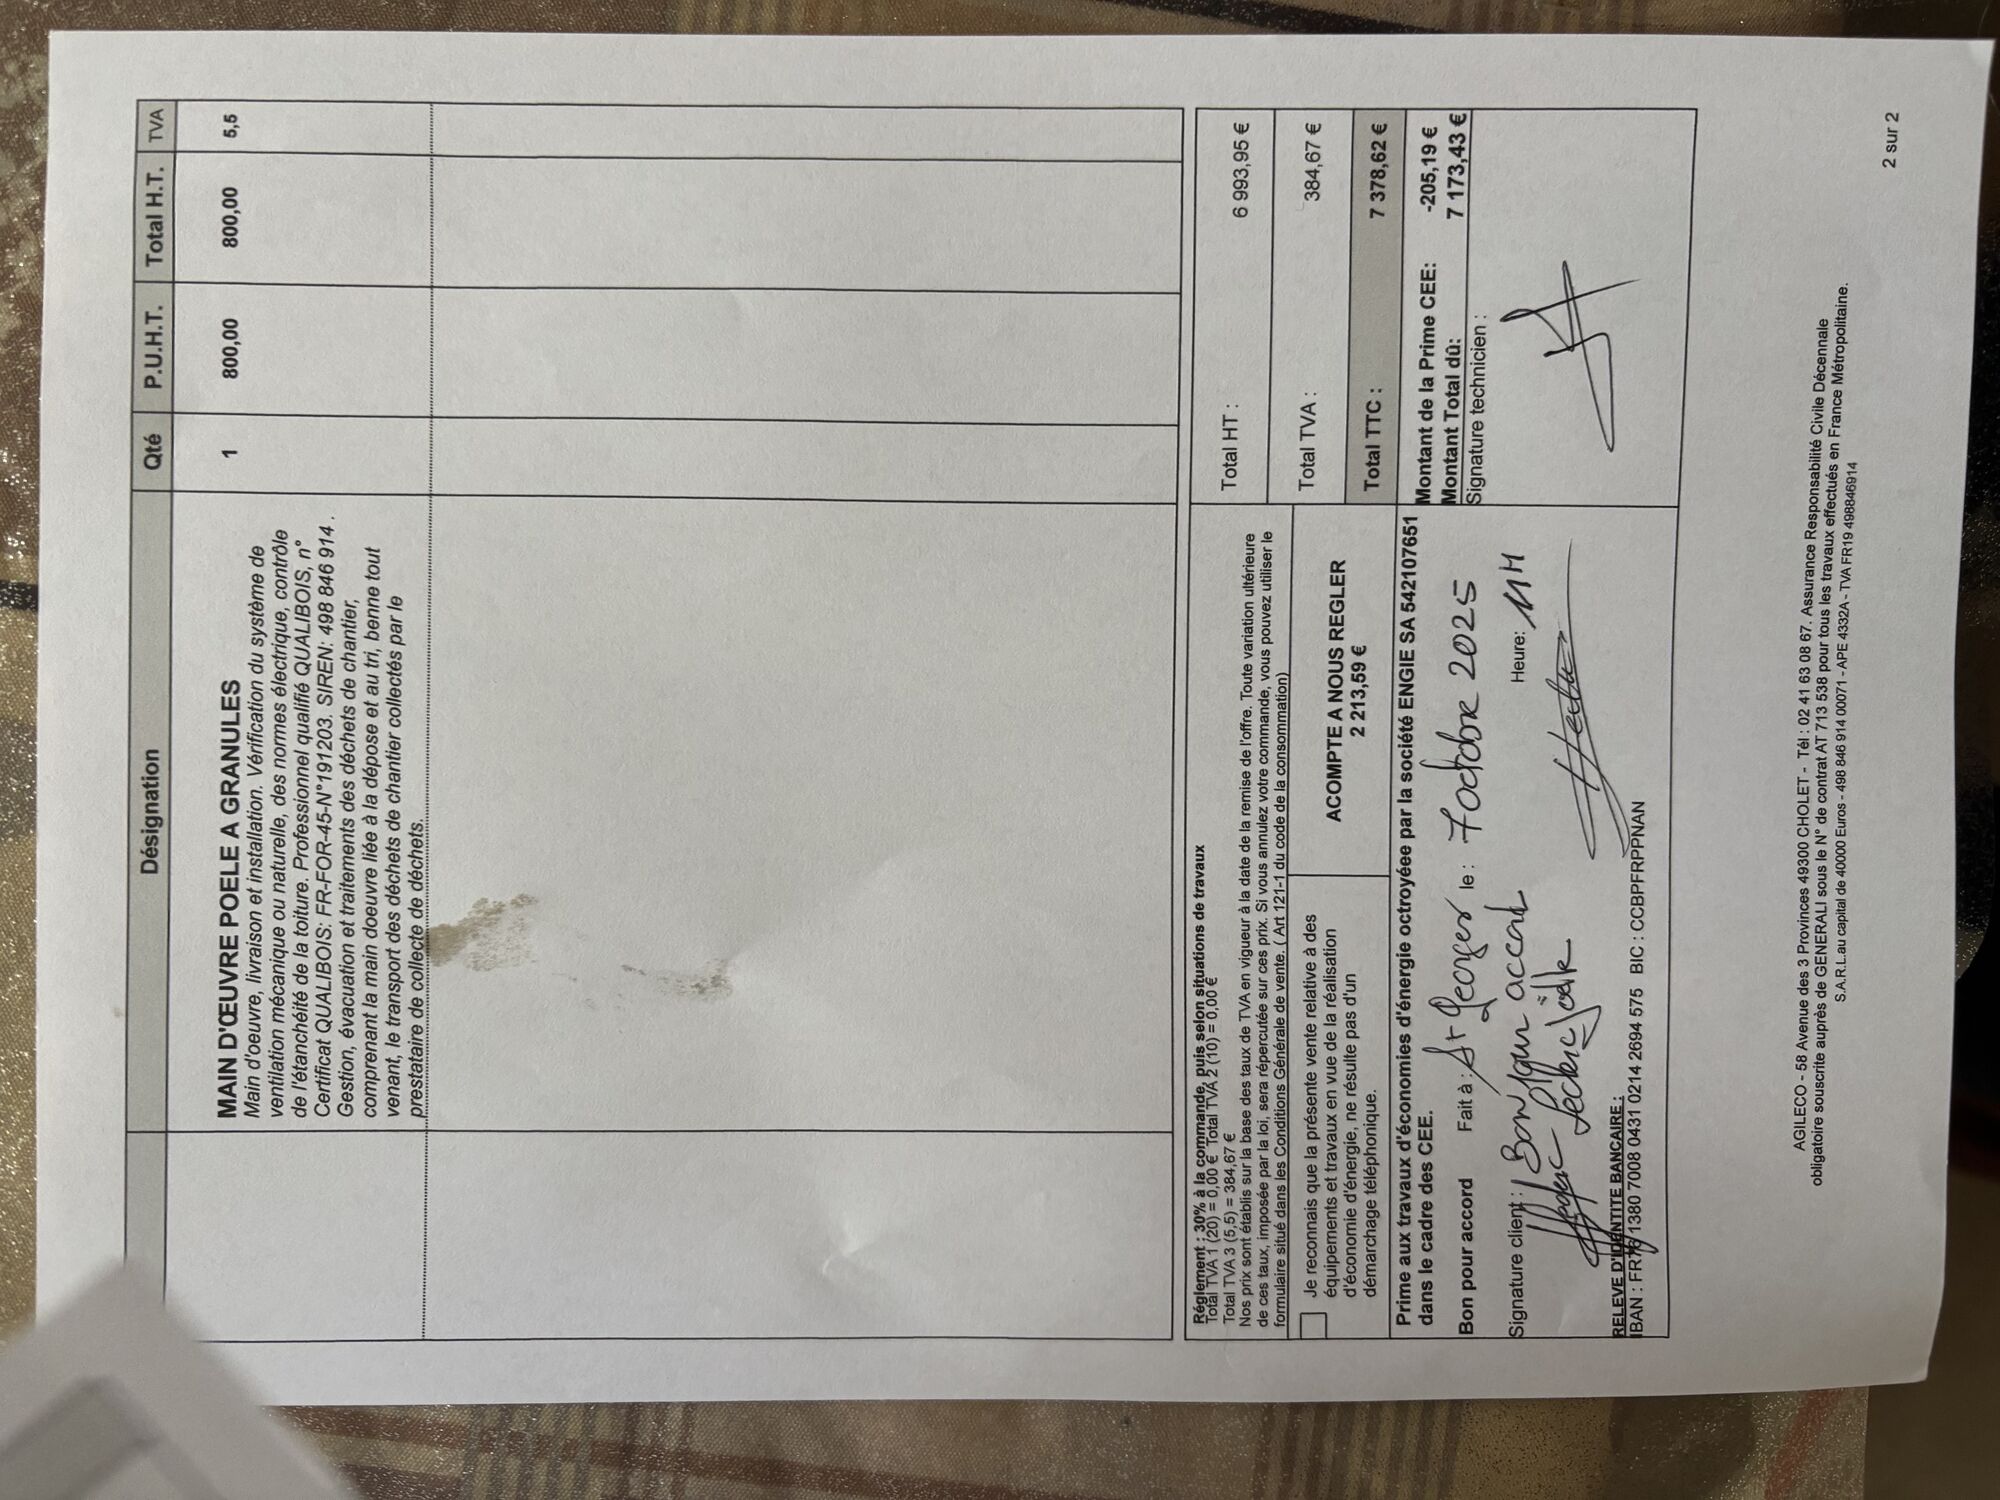 Désignation Qté P.U.H.T. Total H.T. TVA
MAIN D'ŒUVRE POELE A GRANULES 1 800,00 800,00 5,5
Main d'oeuvre, livraison et installation. Vérification du système de
ventilation mécanique ou naturelle, des normes électrique, contrôle
de l'étanchéité de la toiture. Professionnel qualifié QUALIBOIS, n°
Certificat QUALIBOIS: FR-FOR-45-N°191203. SIREN: 498 846 914 .
Gestion, évacuation et traitements des déchets de chantier,
comprenant la main doeuvre liée à la dépose et au tri, benne tout
venant, le transport des déchets de chantier collectés par le
prestataire de collecte de déchets.
Réglement : 30% à la commande, puis selon situations de travaux
Total TVA 1 (20) = 0,00 € Total TVA 2 (10) = 0,00 €
Total TVA 3 (5,5) = 384,67 €
Nos prix sont établis sur la base des taux de TVA en vigueur à la date de la remise de l'offre. Toute variation ultérieure
de ces taux, imposée par la loi, sera répercutée sur ces prix. Si vous annulez votre commande, vous pouvez utiliser le
formulaire situé dans les Conditions Générale de vente. ( Art 121-1 du code de la consommation)
Total HT : 6 993,95 €
Total TVA : 384,67 €
Total TTC : 7 378,62 €
Je reconnais que la présente vente relative à des
équipements et travaux en vue de la réalisation
d'économie d'énergie, ne résulte pas d'un
démarchage téléphonique.
ACOMPTE A NOUS REGLER
2 213,59 €
Prime aux travaux d'économies d'énergie octroyéee par la société ENGIE SA 542107651
dans le cadre des CEE.
Montant de la Prime CEE: -205,19 €
Montant Total dû: 7 173,43 €
Signature technicien :
Bon pour accord Fait à : St Georges le : 7 octobre 2025
Signature client : Bon pour accord Heure: 11H
RELEVE D'IDENTITE BANCAIRE :
IBAN : FR76 1380 7008 0431 0214 2694 575 BIC : CCBPFRPPNAN
AGILECO - 58 Avenue des 3 Provinces 49300 CHOLET - Tél : 02 41 63 08 67. Assurance Responsabilité Civile Décennale
obligatoire souscrite auprès de GENERALI sous le N° de contrat AT 713 538 pour tous les travaux effectués en France Métropolitaine.
S.A.R.L.au capital de 40000 Euros - 498 846 914 00071 - APE 4332A - TVA FR19 498846914
2 sur 2